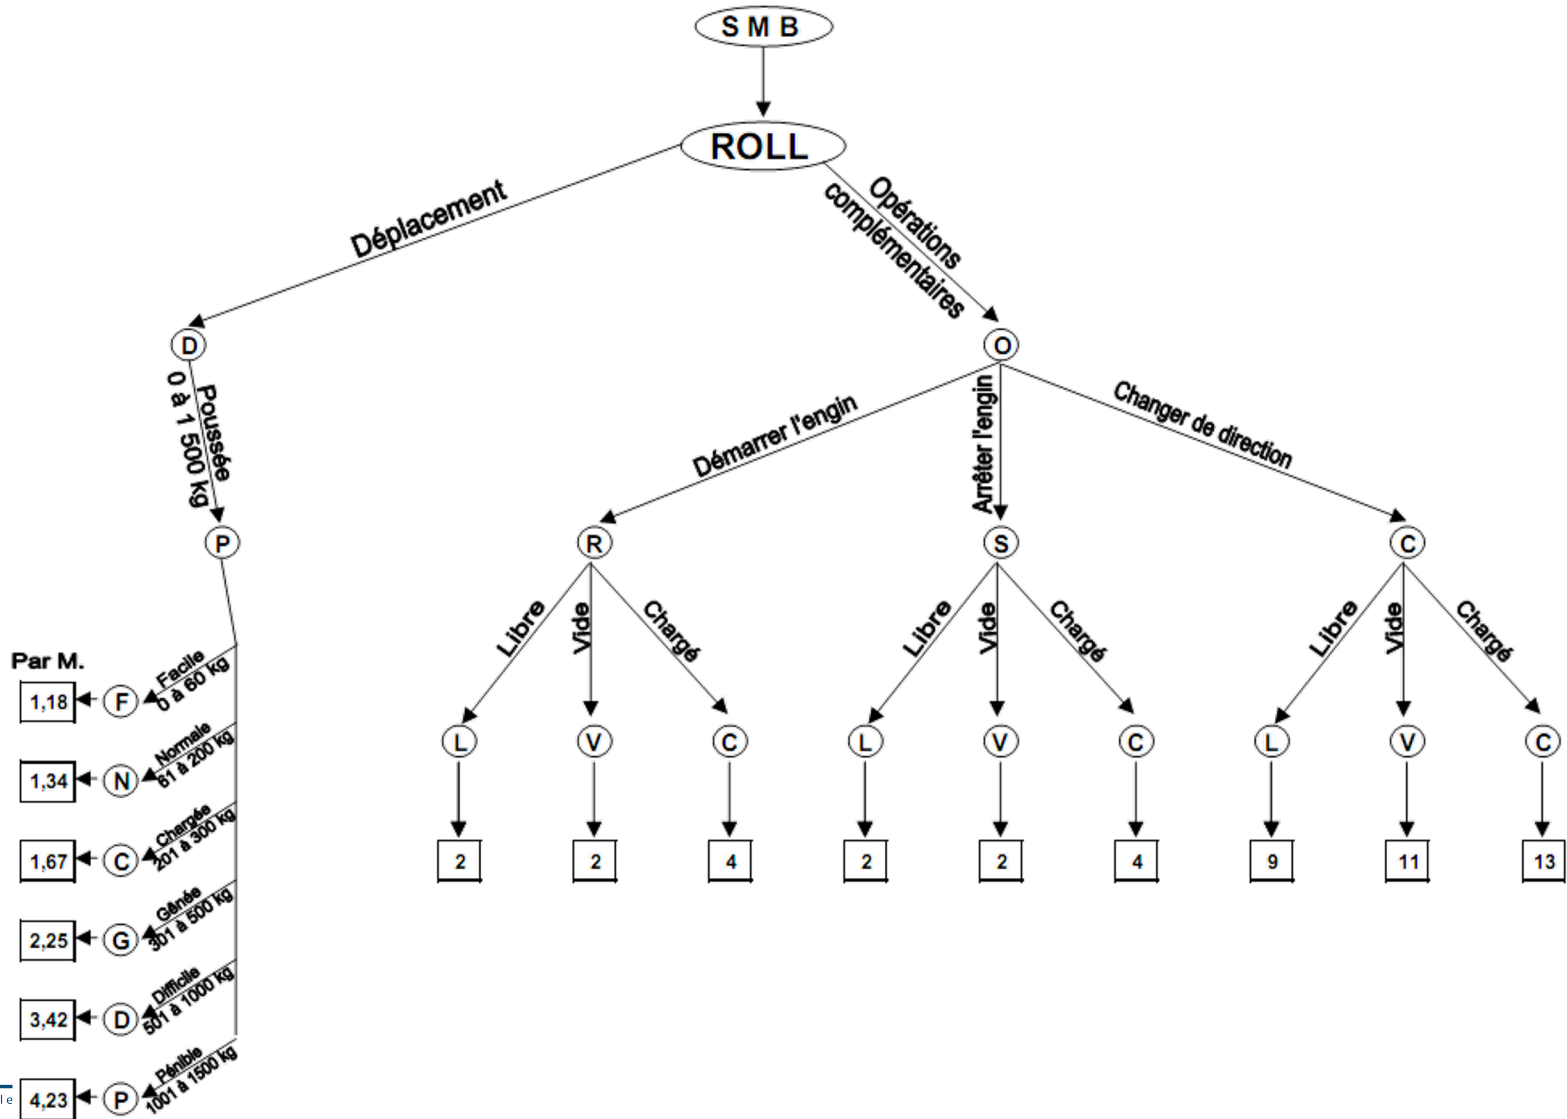 S M B
ROLL
Déplacement
Opérations
complémentaires
D
O
Poussée
0 à 1 500 kg
Démarrer l'engin
Arrêter l'engin
Changer de direction
P
R
S
C
Libre
Vide
Chargé
Libre
Vide
Chargé
Libre
Vide
Chargé
L
V
C
L
V
C
L
V
C
2
2
4
2
2
4
9
11
13
Par M.
Facile
0 à 60 kg
F
1,18
Normale
61 à 200 kg
N
1,34
Chargée
201 à 300 kg
C
1,67
Gênée
301 à 500 kg
G
2,25
Difficile
501 à 1000 kg
D
3,42
Pénible
1001 à 1500 kg
P
4,23
le